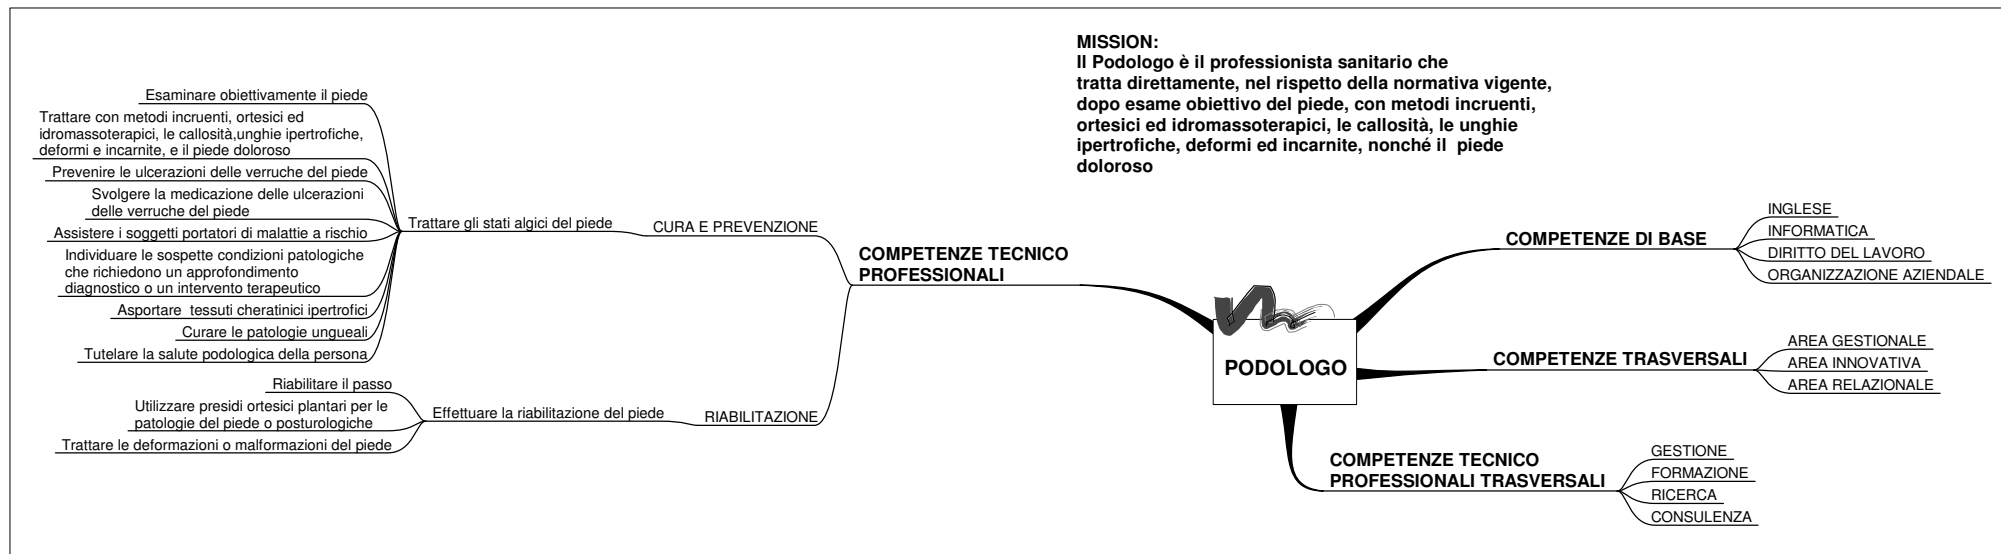 MISSION:
Il Podologo è il professionista sanitario che
tratta direttamente, nel rispetto della normativa vigente,
dopo esame obiettivo del piede, con metodi incruenti,
ortesici ed idromassoterapici, le callosità, le unghie
ipertrofiche, deformi ed incarnite, nonché il  piede
doloroso
Esaminare obiettivamente il piede
Trattare con metodi incruenti, ortesici ed
idromassoterapici, le callosità,unghie ipertrofiche,
deformi e incarnite, e il piede doloroso
Prevenire le ulcerazioni delle verruche del piede
Svolgere la medicazione delle ulcerazioni
delle verruche del piede
Assistere i soggetti portatori di malattie a rischio
Individuare le sospette condizioni patologiche
che richiedono un approfondimento
diagnostico o un intervento terapeutico
Asportare  tessuti cheratinici ipertrofici
Curare le patologie ungueali
Tutelare la salute podologica della persona
Trattare gli stati algici del piede
CURA E PREVENZIONE
Riabilitare il passo
Utilizzare presidi ortesici plantari per le
patologie del piede o posturologiche
Trattare le deformazioni o malformazioni del piede
Effettuare la riabilitazione del piede
RIABILITAZIONE
COMPETENZE TECNICO
PROFESSIONALI
PODOLOGO
COMPETENZE DI BASE
INGLESE
INFORMATICA
DIRITTO DEL LAVORO
ORGANIZZAZIONE AZIENDALE
COMPETENZE TRASVERSALI
AREA GESTIONALE
AREA INNOVATIVA
AREA RELAZIONALE
COMPETENZE TECNICO
PROFESSIONALI TRASVERSALI
GESTIONE
FORMAZIONE
RICERCA
CONSULENZA